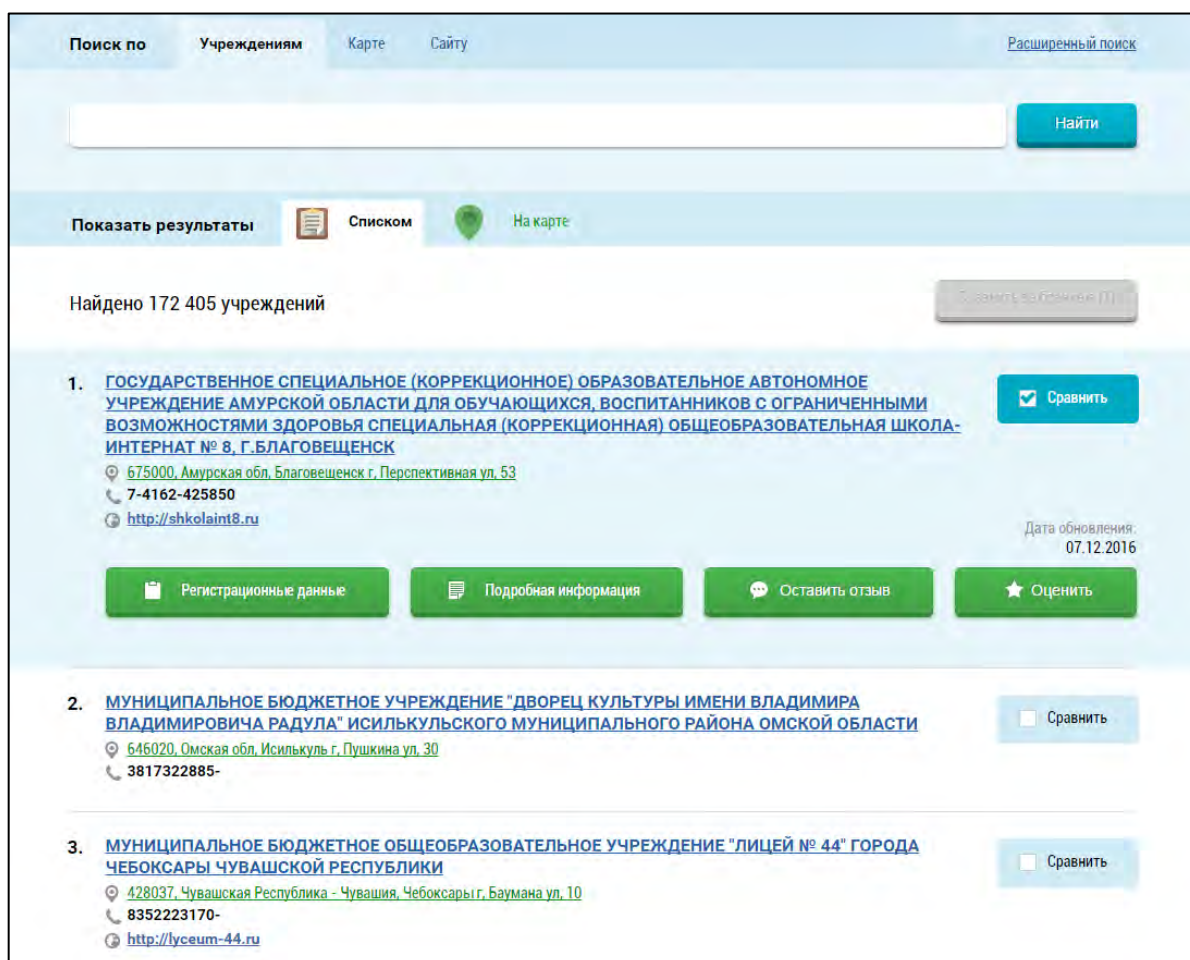 Поиск по Учреждениям Карте Сайту Расширенный поиск
Найти
Показать результаты Списком На карте
Найдено 172 405 учреждений
1. ГОСУДАРСТВЕННОЕ СПЕЦИАЛЬНОЕ (КОРРЕКЦИОННОЕ) ОБРАЗОВАТЕЛЬНОЕ АВТОНОМНОЕ
УЧРЕЖДЕНИЕ АМУРСКОЙ ОБЛАСТИ ДЛЯ ОБУЧАЮЩИХСЯ, ВОСПИТАННИКОВ С ОГРАНИЧЕННЫМИ
ВОЗМОЖНОСТЯМИ ЗДОРОВЬЯ СПЕЦИАЛЬНАЯ (КОРРЕКЦИОННАЯ) ОБЩЕОБРАЗОВАТЕЛЬНАЯ ШКОЛА-
ИНТЕРНАТ № 8, Г.БЛАГОВЕЩЕНСК
Сравнить
675000, Амурская обл, Благовещенск г, Перспективная ул, 53
7-4162-425850
http://shkolaint8.ru
Дата обновления:
07.12.2016
Регистрационные данные Подробная информация Оставить отзыв Оценить
2. МУНИЦИПАЛЬНОЕ БЮДЖЕТНОЕ УЧРЕЖДЕНИЕ "ДВОРЕЦ КУЛЬТУРЫ ИМЕНИ ВЛАДИМИРА
ВЛАДИМИРОВИЧА РАДУЛА" ИСИЛЬКУЛЬСКОГО МУНИЦИПАЛЬНОГО РАЙОНА ОМСКОЙ ОБЛАСТИ
Сравнить
646020, Омская обл, Исилькуль г, Пушкина ул, 30
3817322885-
3. МУНИЦИПАЛЬНОЕ БЮДЖЕТНОЕ ОБЩЕОБРАЗОВАТЕЛЬНОЕ УЧРЕЖДЕНИЕ "ЛИЦЕЙ № 44" ГОРОДА
ЧЕБОКСАРЫ ЧУВАШСКОЙ РЕСПУБЛИКИ
Сравнить
428037, Чувашская Республика - Чувашия, Чебоксары г, Баумана ул, 10
8352223170-
http://lyceum-44.ru